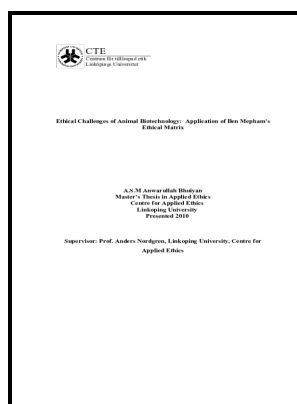 CTE
Centrum för tillämpad etik
Linköpings Universitet
Ethical Challenges of Animal Biotechnology: Application of Ben Mepham's
Ethical Matrix
A.S.M Anwarullah Bhuiyan
Master's Thesis in Applied Ethics
Centre for Applied Ethics
Linkoping University
Presented 2010
Supervisor: Prof. Anders Nordgren, Linkoping University, Centre for
Applied Ethics